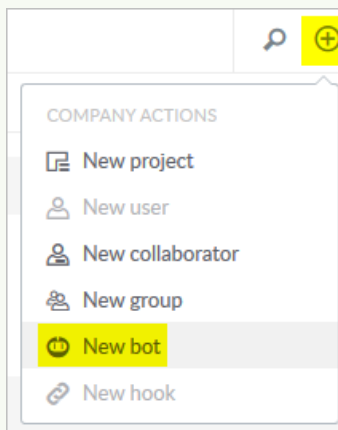 COMPANY ACTIONS
New project
New user
New collaborator
New group
New bot
New hook